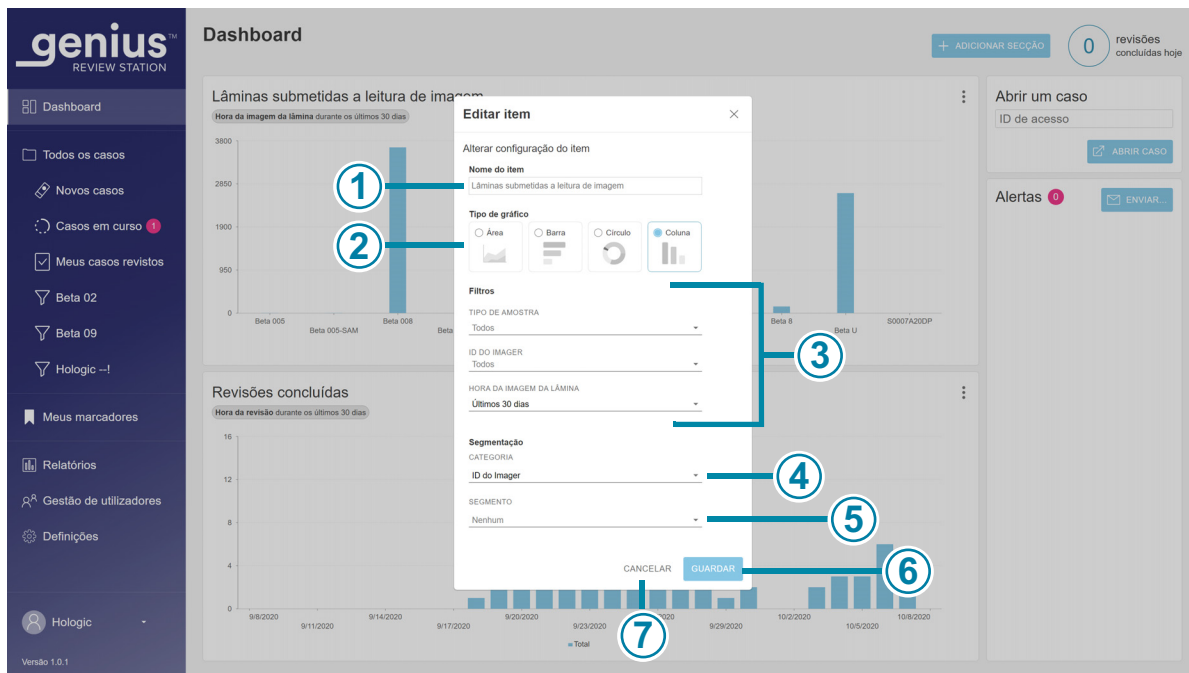 genius™
REVIEW STATION
Dashboard
Todos os casos
Novos casos
Casos em curso 1
Meus casos revistos
Beta 02
Beta 09
Hologic --!
Meus marcadores
Relatórios
Gestão de utilizadores
Definições
Hologic
Versão 1.0.1
Dashboard
+ ADICIONAR SECÇÃO
0 revisões
concluídas hoje
Lâminas submetidas a leitura de imagem
Hora da imagem da lâmina durante os últimos 30 dias
3800
2850
1900
950
0
Beta 005
Beta 005-SAM
Beta 008
Beta
Beta 8
Beta U
S0007A20DP
Revisões concluídas
Hora da revisão durante os últimos 30 dias
16
12
8
4
0
9/8/2020
9/11/2020
9/14/2020
9/17/2020
9/20/2020
9/23/2020
2020
9/29/2020
10/2/2020
10/5/2020
10/8/2020
Total
Editar item
Alterar configuração do item
Nome do item
Lâminas submetidas a leitura de imagem
Tipo de gráfico
Área
Barra
Círculo
Coluna
Filtros
TIPO DE AMOSTRA
Todos
ID DO IMAGER
Todos
HORA DA IMAGEM DA LÂMINA
Últimos 30 dias
Segmentação
CATEGORIA
ID do Imager
SEGMENTO
Nenhum
CANCELAR
GUARDAR
1
2
3
4
5
6
7
Abrir um caso
ID de acesso
ABRIR CASO
Alertas 0
ENVIAR...